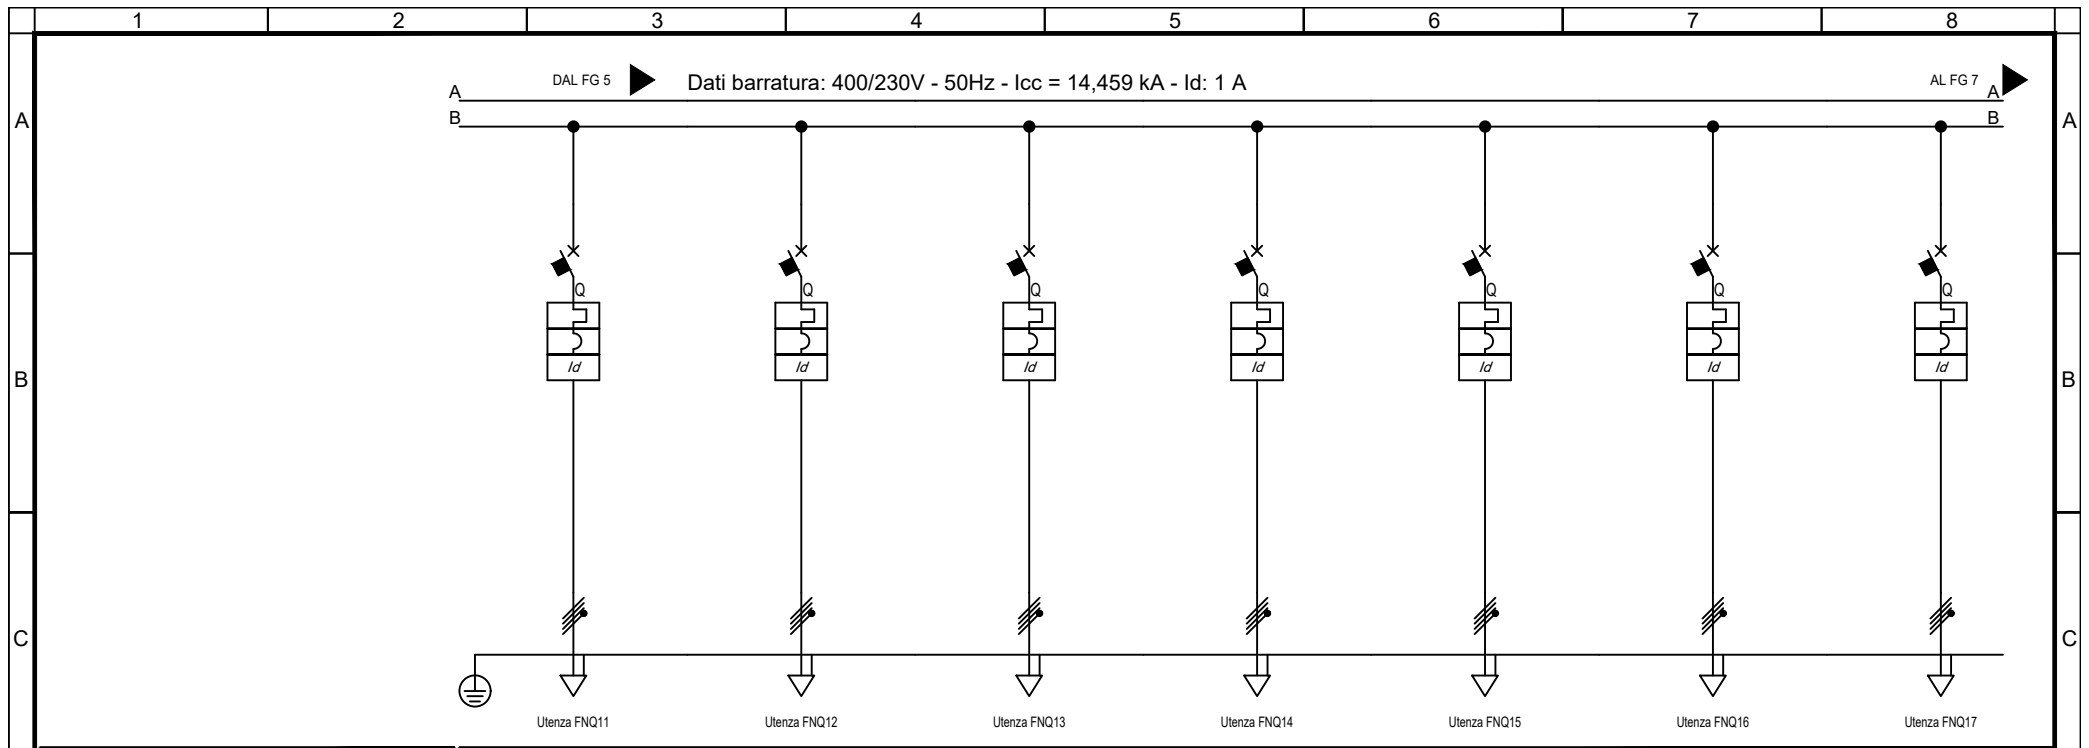 1 2 3 4 5 6 7 8
DAL FG 5 Dati barratura: 400/230V - 50Hz - Icc = 14,459 kA - Id: 1 A AL FG 7
A A
B B
A A
Q Q Q Q Q Q Q
Id Id Id Id Id Id Id
B B
C C
Utenza FNQ11 Utenza FNQ12 Utenza FNQ13 Utenza FNQ14 Utenza FNQ15 Utenza FNQ16 Utenza FNQ17